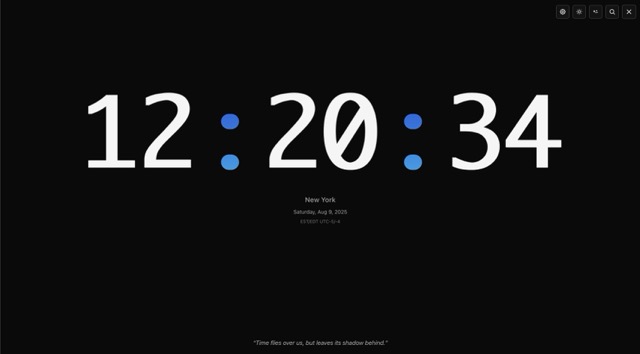 12:20:34
New York
Saturday, Aug 9, 2025
EST/EDT UTC-5/-4
"Time flies over us, but leaves its shadow behind."